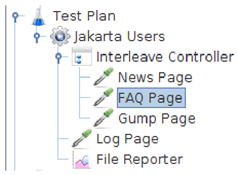 Test Plan
Jakarta Users
Interleave Controller
News Page
FAQ Page
Gump Page
Log Page
File Reporter